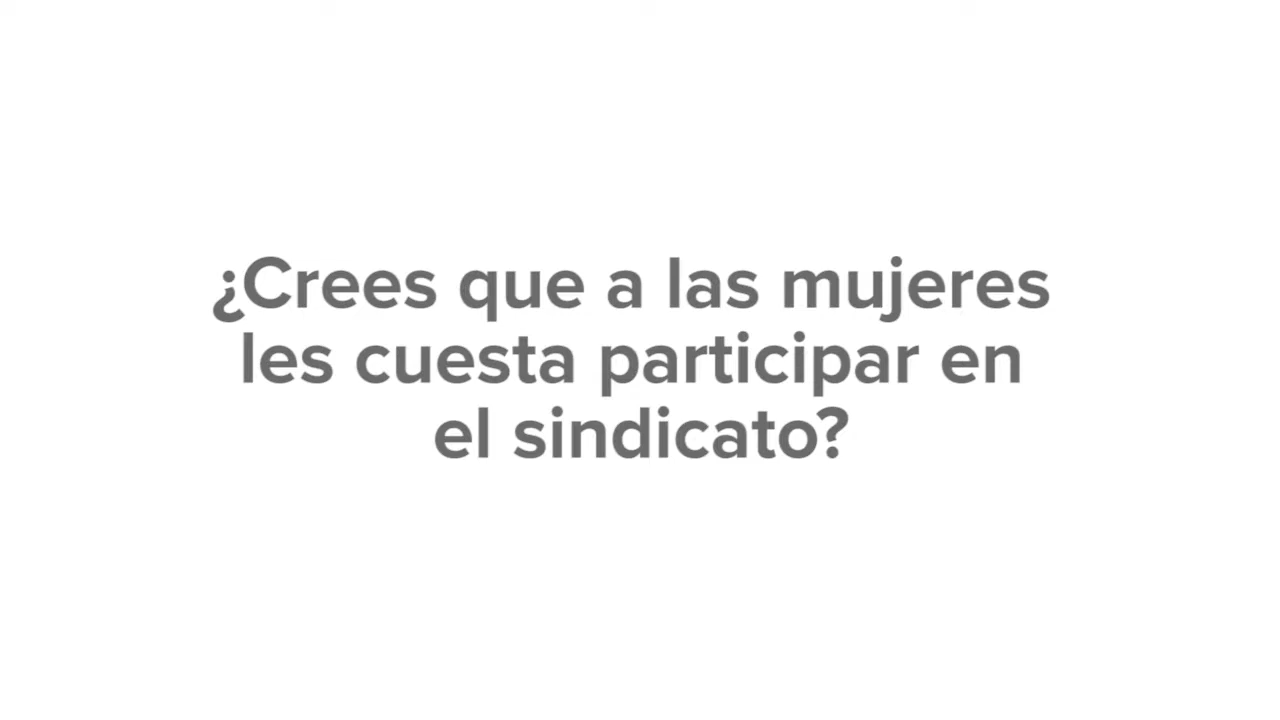 ¿Crees que a las mujeres
les cuesta participar en
el sindicato?